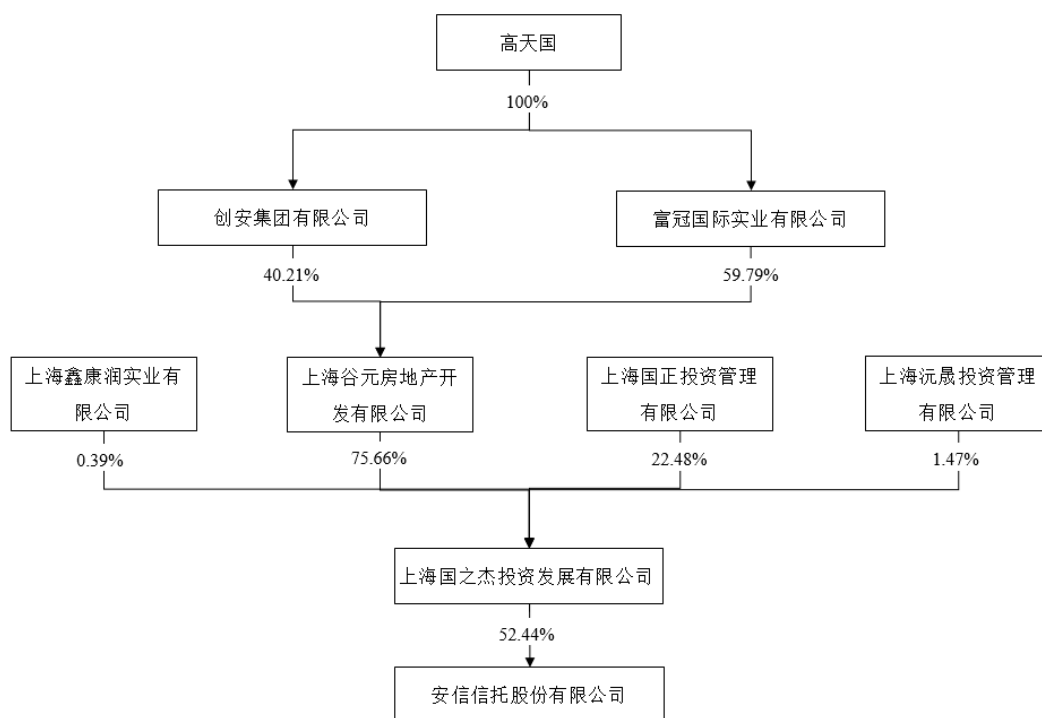 高天国
100%
创安集团有限公司
富冠国际实业有限公司
40.21%
59.79%
上海鑫康润实业有
限公司
上海谷元房地产开
发有限公司
上海国正投资管理
有限公司
上海沅晟投资管理
有限公司
0.39%
75.66%
22.48%
1.47%
上海国之杰投资发展有限公司
52.44%
安信信托股份有限公司